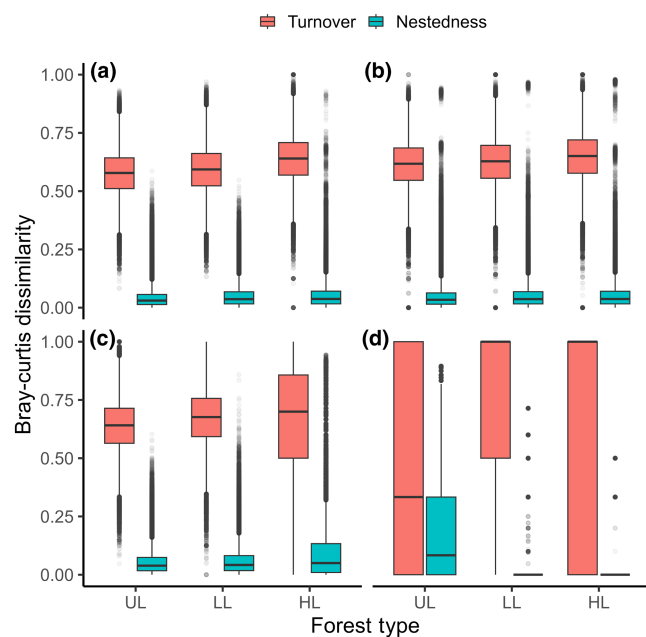 Turnover Nestedness
(a) (b)
1.00
0.75
0.50
0.25
0.00
(c) (d)
1.00
0.75
0.50
0.25
0.00
Bray-curtis dissimilarity
UL LL HL UL LL HL
Forest type